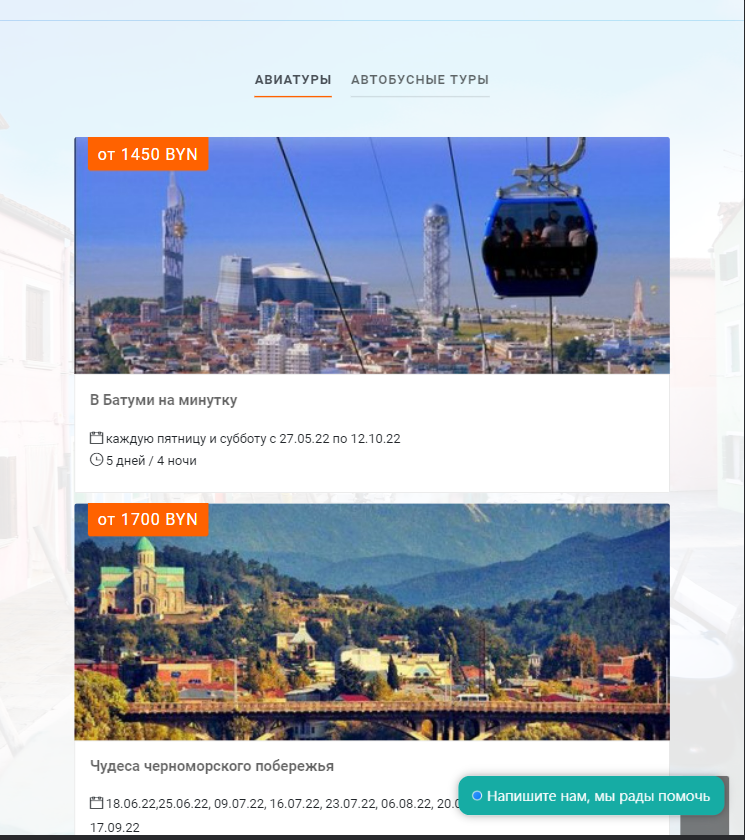 АВИАТУРЫ АВТОБУСНЫЕ ТУРЫ
от 1450 BYN
В Батуми на минутку
каждую пятницу и субботу с 27.05.22 по 12.10.22
5 дней / 4 ночи
от 1700 BYN
Чудеса черноморского побережья
18.06.22,25.06.22, 09.07.22, 16.07.22, 23.07.22, 06.08.22, 20.0
17.09.22
Напишите нам, мы рады помочь